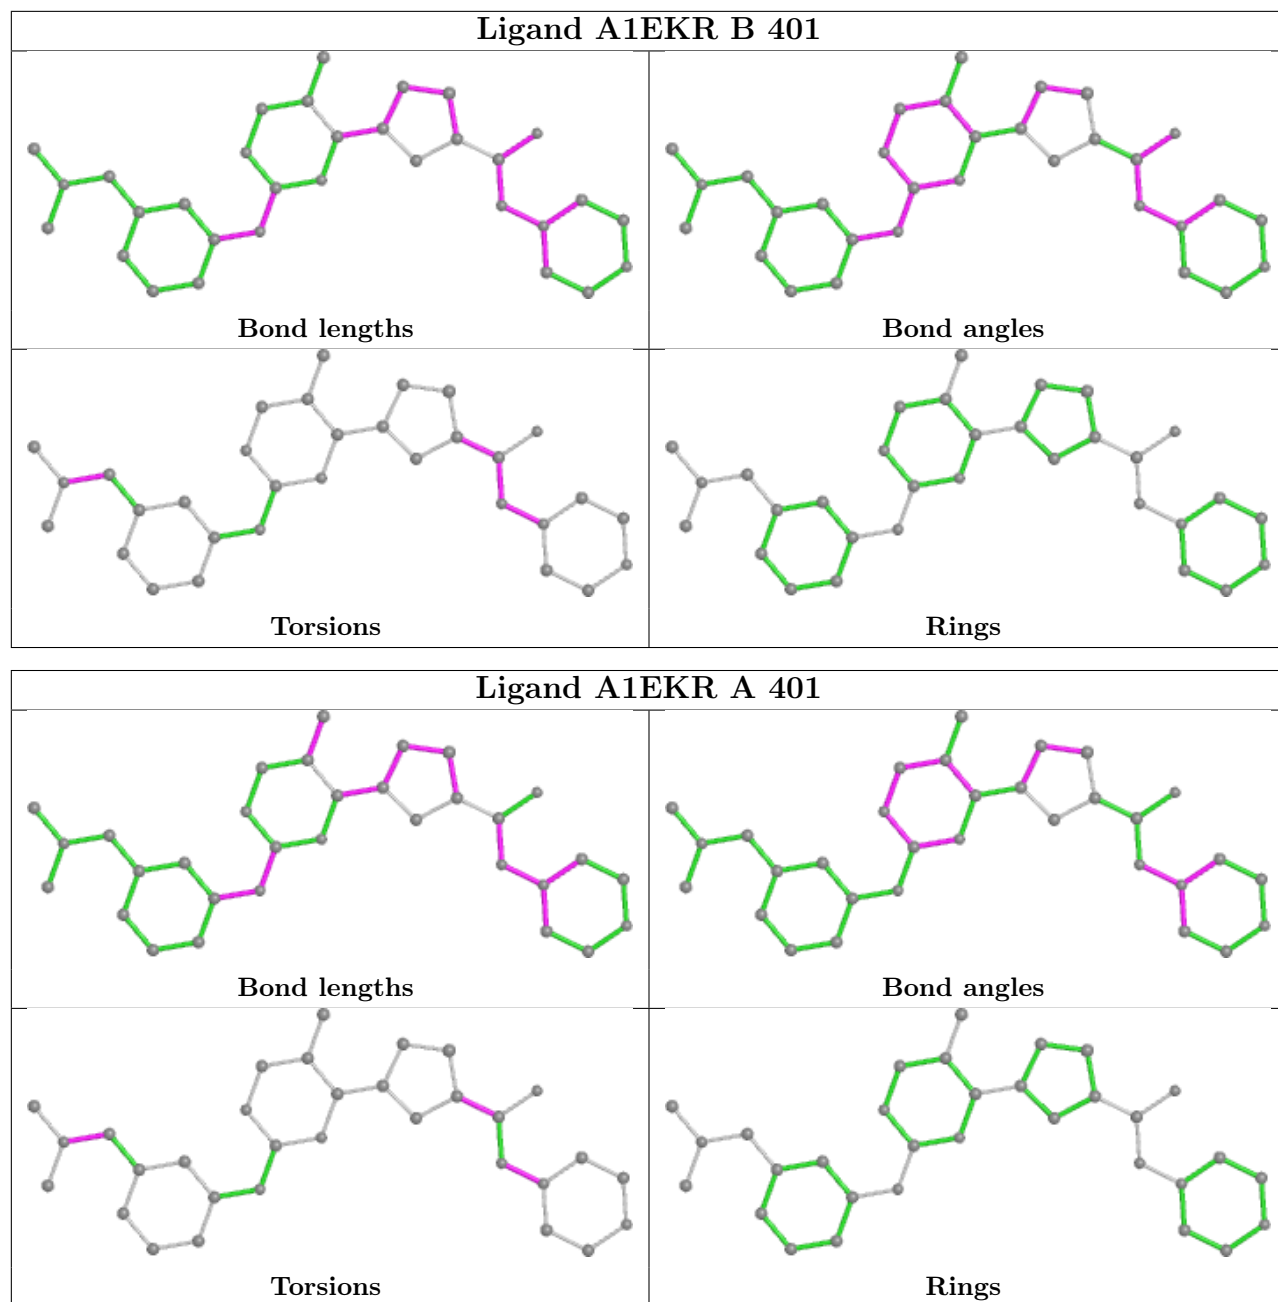 Ligand A1EKR B 401
Bond lengths
Bond angles
Torsions
Rings
Ligand A1EKR A 401
Bond lengths
Bond angles
Torsions
Rings